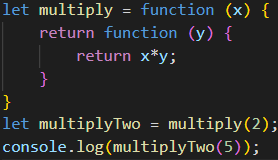 let multiply = function (x) {
    return function (y) {
        return x*y;
    }
}
let multiplyTwo = multiply(2);
console.log(multiplyTwo(5));